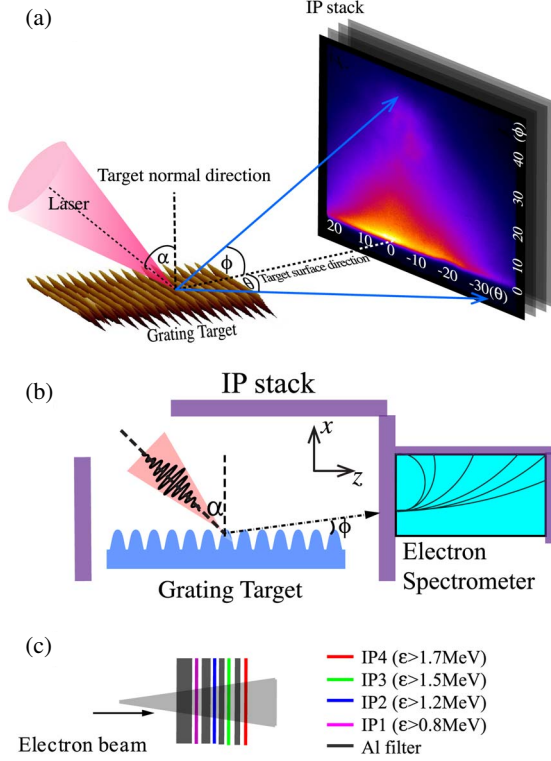 (a)
IP stack
Target normal direction
Laser
α
ϕ
θ
Target surface direction
Grating Target
20 10 0 -10 -20 -30(θ)
0 10 20 30 40 (ϕ)
(b)
IP stack
x
z
α
ϕ
Grating Target
Electron
Spectrometer
(c)
Electron beam
IP4 (ε>1.7MeV)
IP3 (ε>1.5MeV)
IP2 (ε>1.2MeV)
IP1 (ε>0.8MeV)
Al filter